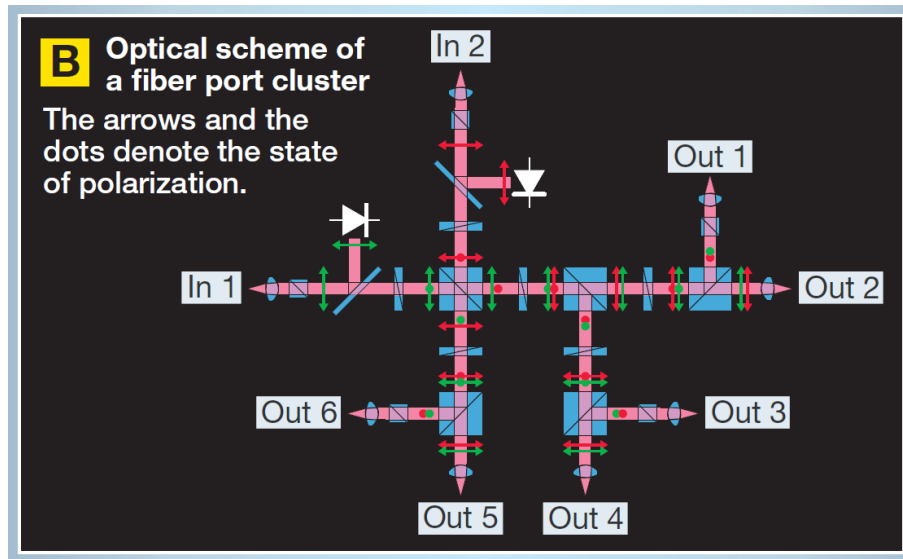 B
Optical scheme of
a fiber port cluster
The arrows and the
dots denote the state
of polarization.
In 2
Out 1
In 1
Out 2
Out 6
Out 3
Out 5
Out 4